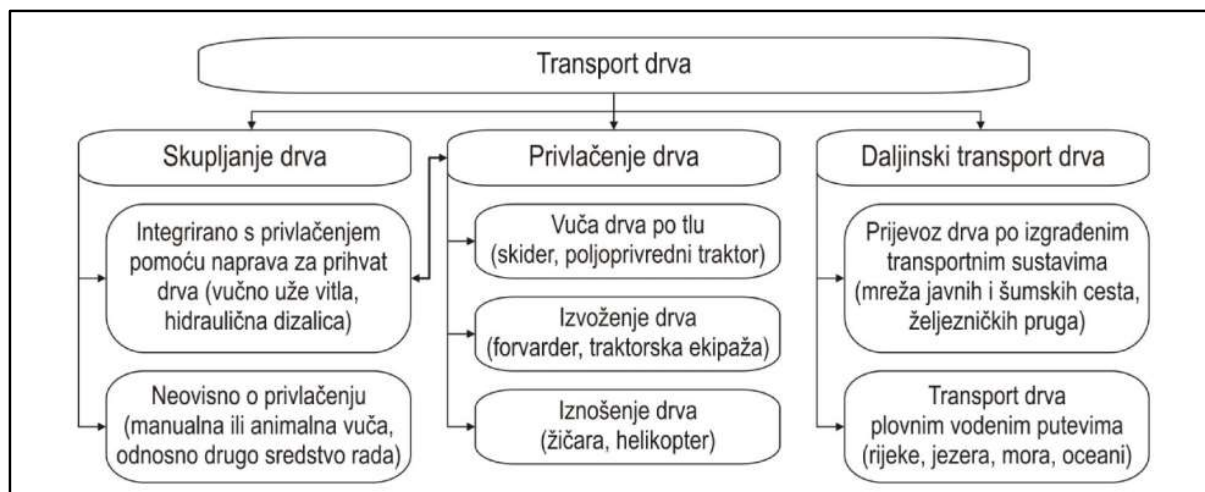 Transport drva
Skupljanje drva
Integrirano s privlačenjem
pomoću naprava za prihvat
drva (vučno uže vitla,
hidraulična dizalica)
Neovisno o privlačenju
(manualna ili animalna vuča,
odnosno drugo sredstvo rada)
Privlačenje drva
Vuča drva po tlu
(skider, poljoprivredni traktor)
Izvoženje drva
(forvarder, traktorska ekipaža)
Iznošenje drva
(žičara, helikopter)
Daljinski transport drva
Prijevoz drva po izgrađenim
transportnim sustavima
(mreža javnih i šumskih cesta,
željezničkih pruga)
Transport drva
plovnim vodenim putevima
(rijeke, jezera, mora, oceani)